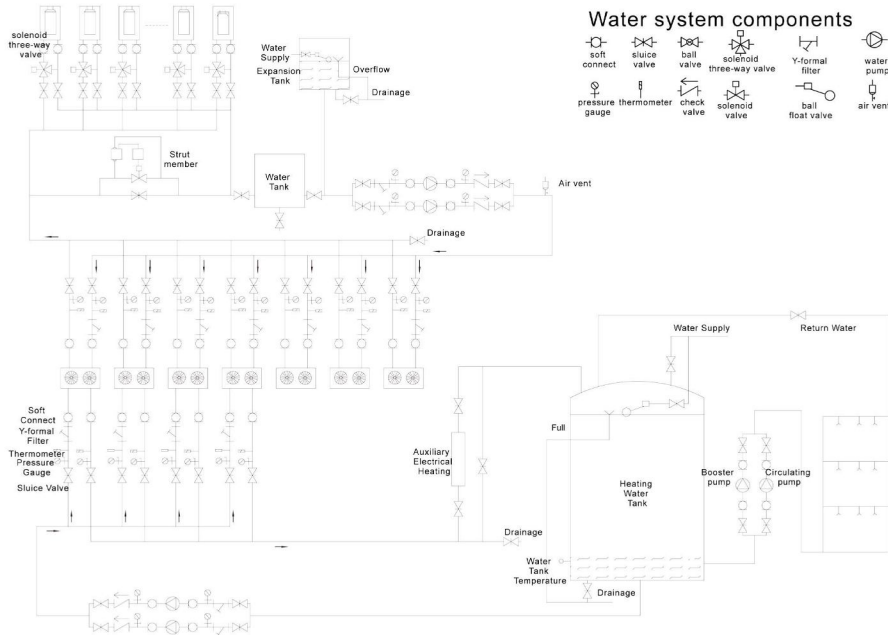 Water system components
solenoid
three-way
valve
Water
Supply
Expansion
Tank
Overflow
Drainage
soft
connect
sluice
valve
ball
valve
solenoid
three-way valve
Y-formal
filter
water
pump
pressure
gauge
thermometer
check
valve
solenoid
valve
ball
float valve
air vent
Strut
member
Water
Tank
Air vent
Drainage
Water Supply
Return Water
Soft
Connect
Y-formal
Filter
Thermometer
Pressure
Gauge
Sluice Valve
Auxiliary
Electrical
Heating
Full
Heating
Water
Tank
Booster
pump
Circulating
pump
Drainage
Water
Tank
Temperature
Drainage